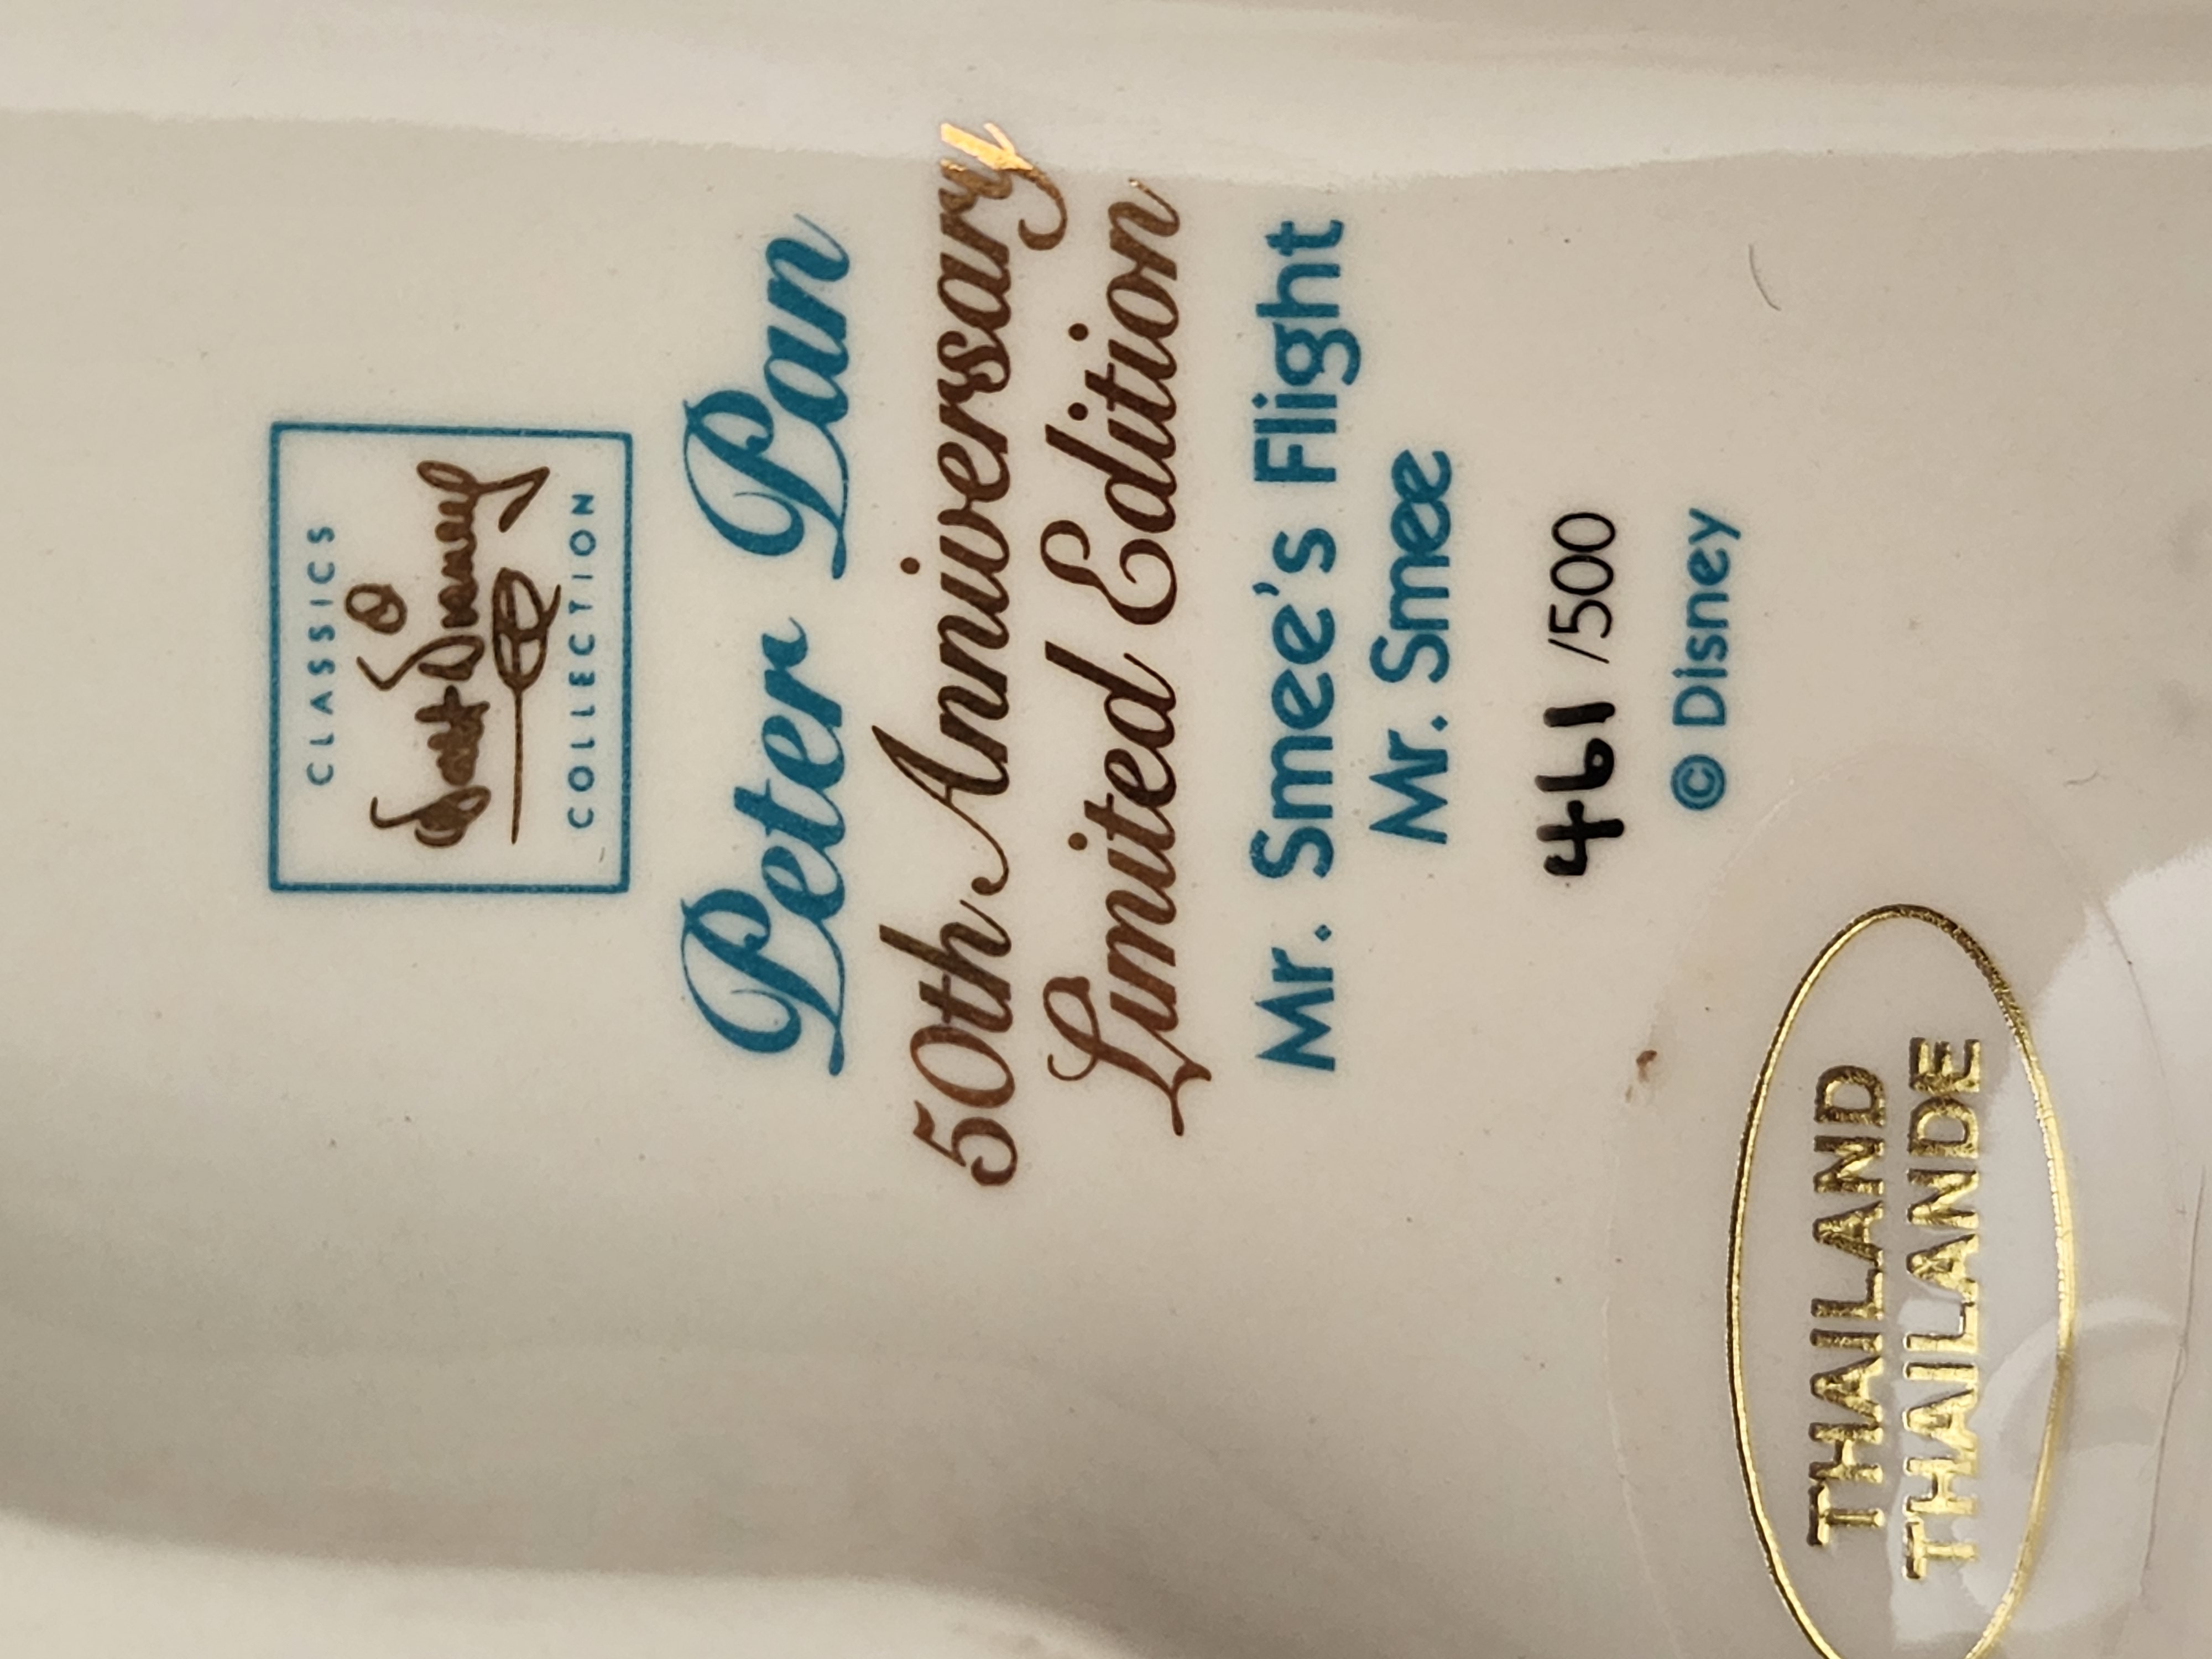 CLASSICS
Walt Disney
COLLECTION
Peter Pan
50th Anniversary
Limited Edition
Mr. Smee's Flight
Mr. Smee
461 /500
© Disney
THAILAND
THAILANDE